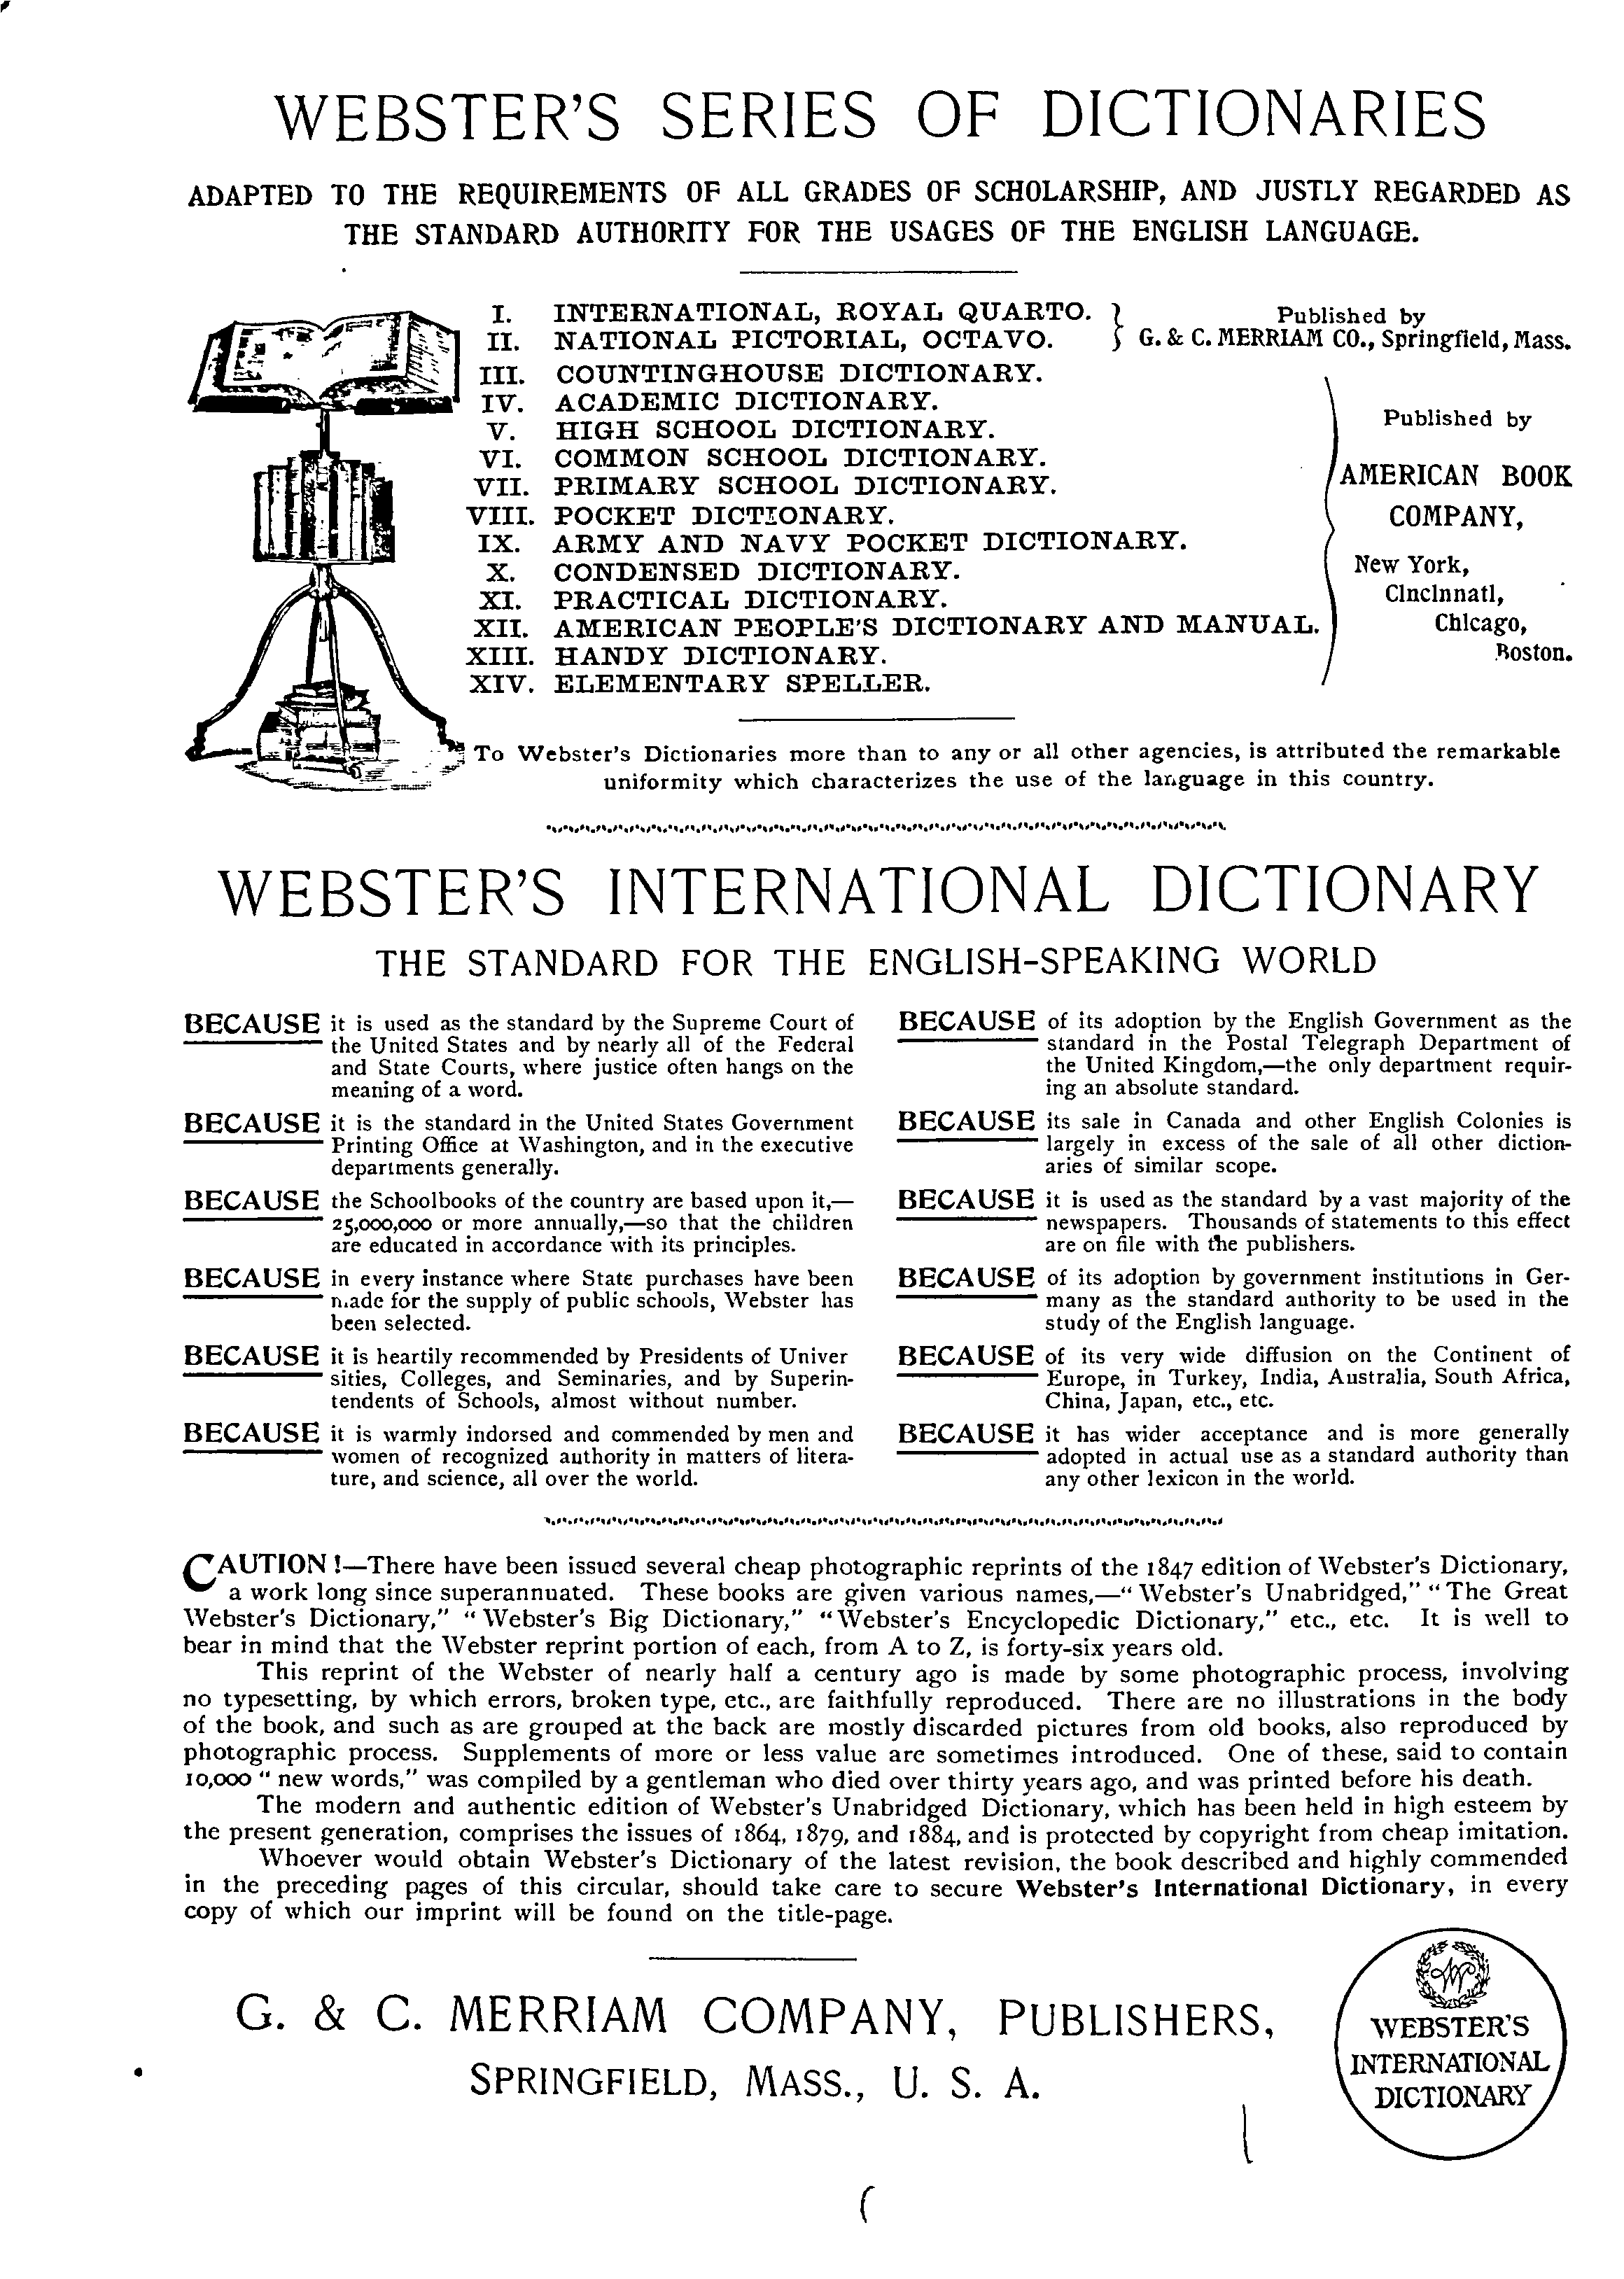 WEBSTER'S SERIES OF DICTIONARIES
ADAPTED TO THE REQUIREMENTS OF ALL GRADES OF SCHOLARSHIP, AND JUSTLY REGARDED AS
THE STANDARD AUTHORITY FOR THE USAGES OF THE ENGLISH LANGUAGE.
I. INTERNATIONAL, ROYAL QUARTO.
II. NATIONAL PICTORIAL, OCTAVO.
Published by
G. & C. MERRIAM CO., Springfield, Mass.
III. COUNTINGHOUSE DICTIONARY.
IV. ACADEMIC DICTIONARY.
V. HIGH SCHOOL DICTIONARY.
VI. COMMON SCHOOL DICTIONARY.
VII. PRIMARY SCHOOL DICTIONARY.
VIII. POCKET DICTIONARY.
IX. ARMY AND NAVY POCKET DICTIONARY.
X. CONDENSED DICTIONARY.
XI. PRACTICAL DICTIONARY.
XII. AMERICAN PEOPLE'S DICTIONARY AND MANUAL.
XIII. HANDY DICTIONARY.
XIV. ELEMENTARY SPELLER.
Published by
AMERICAN BOOK
COMPANY,
New York,
Cincinnati,
Chicago,
Boston.
To Webster's Dictionaries more than to any or all other agencies, is attributed the remarkable
uniformity which characterizes the use of the language in this country.
WEBSTER'S INTERNATIONAL DICTIONARY
THE STANDARD FOR THE ENGLISH-SPEAKING WORLD
BECAUSE it is used as the standard by the Supreme Court of
the United States and by nearly all of the Federal
and State Courts, where justice often hangs on the
meaning of a word.
BECAUSE it is the standard in the United States Government
Printing Office at Washington, and in the executive
departments generally.
BECAUSE the Schoolbooks of the country are based upon it,—
25,000,000 or more annually,—so that the children
are educated in accordance with its principles.
BECAUSE in every instance where State purchases have been
made for the supply of public schools, Webster has
been selected.
BECAUSE it is heartily recommended by Presidents of Univer
sities, Colleges, and Seminaries, and by Superin-
tendents of Schools, almost without number.
BECAUSE it is warmly indorsed and commended by men and
women of recognized authority in matters of litera-
ture, and science, all over the world.
BECAUSE of its adoption by the English Government as the
standard in the Postal Telegraph Department of
the United Kingdom,—the only department requir-
ing an absolute standard.
BECAUSE its sale in Canada and other English Colonies is
largely in excess of the sale of all other diction-
aries of similar scope.
BECAUSE it is used as the standard by a vast majority of the
newspapers. Thousands of statements to this effect
are on file with the publishers.
BECAUSE of its adoption by government institutions in Ger-
many as the standard authority to be used in the
study of the English language.
BECAUSE of its very wide diffusion on the Continent of
Europe, in Turkey, India, Australia, South Africa,
China, Japan, etc., etc.
BECAUSE it has wider acceptance and is more generally
adopted in actual use as a standard authority than
any other lexicon in the world.
CAUTION!—There have been issued several cheap photographic reprints of the 1847 edition of Webster's Dictionary,
a work long since superannuated. These books are given various names,—"Webster's Unabridged," "The Great
Webster's Dictionary," "Webster's Big Dictionary," "Webster's Encyclopedic Dictionary," etc., etc. It is well to
bear in mind that the Webster reprint portion of each, from A to Z, is forty-six years old.
This reprint of the Webster of nearly half a century ago is made by some photographic process, involving
no typesetting, by which errors, broken type, etc., are faithfully reproduced. There are no illustrations in the body
of the book, and such as are grouped at the back are mostly discarded pictures from old books, also reproduced by
photographic process. Supplements of more or less value are sometimes introduced. One of these, said to contain
10,000 "new words," was compiled by a gentleman who died over thirty years ago, and was printed before his death.
The modern and authentic edition of Webster's Unabridged Dictionary, which has been held in high esteem by
the present generation, comprises the issues of 1864, 1879, and 1884, and is protected by copyright from cheap imitation.
Whoever would obtain Webster's Dictionary of the latest revision, the book described and highly commended
in the preceding pages of this circular, should take care to secure Webster's International Dictionary, in every
copy of which our imprint will be found on the title-page.
G. & C. MERRIAM COMPANY, PUBLISHERS,
SPRINGFIELD, MASS., U. S. A.
W
WEBSTER'S
INTERNATIONAL
DICTIONARY